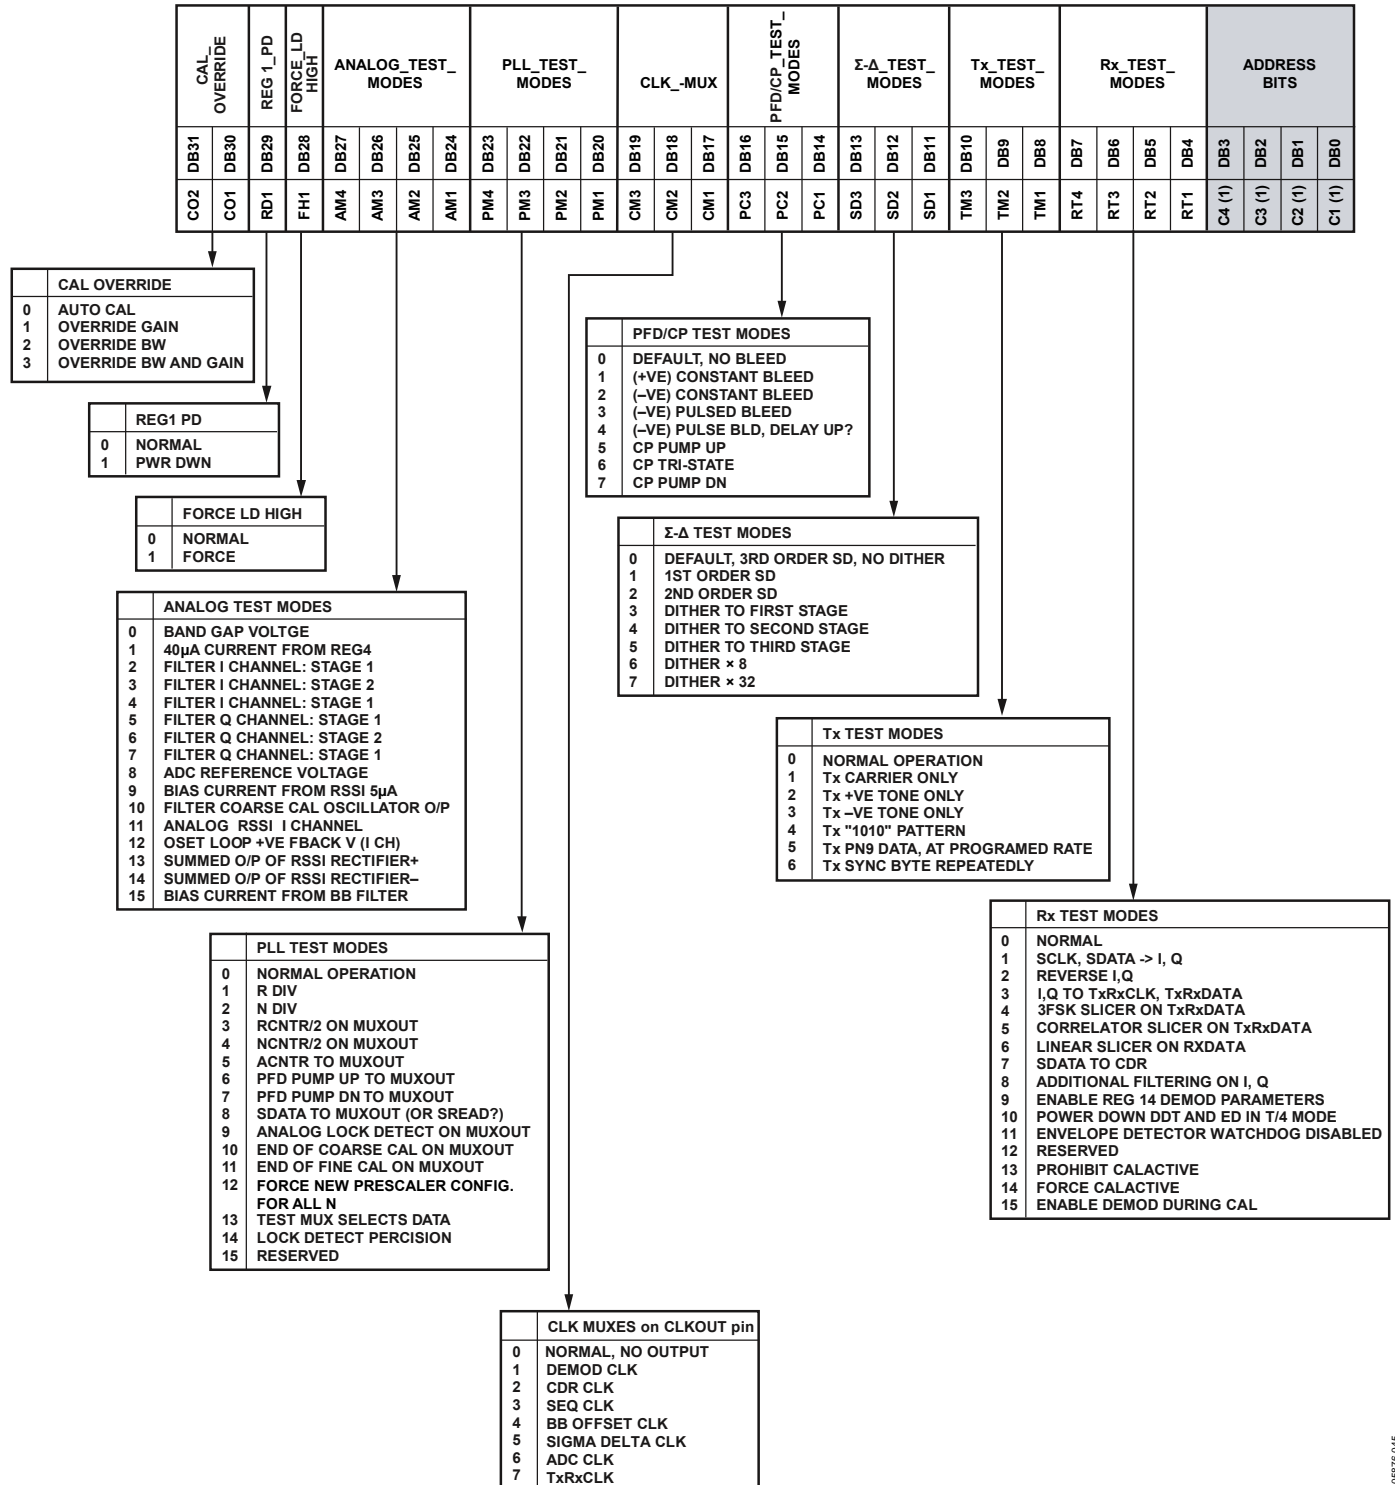 CAL_
OVERRIDE
REG 1_PD
FORCE_LD
HIGH
ANALOG_TEST_
MODES
PLL_TEST_
MODES
CLK_-MUX
PFD/CP_TEST_
MODES
Σ-Δ_TEST_
MODES
Tx_TEST_
MODES
Rx_TEST_
MODES
ADDRESS
BITS
DB31 DB30 DB29 DB28 DB27 DB26 DB25 DB24 DB23 DB22 DB21 DB20 DB19 DB18 DB17 DB16 DB15 DB14 DB13 DB12 DB11 DB10 DB9 DB8 DB7 DB6 DB5 DB4 DB3 DB2 DB1 DB0
CO2 CO1 RD1 FH1 AM4 AM3 AM2 AM1 PM4 PM3 PM2 PM1 CM3 CM2 CM1 PC3 PC2 PC1 SD3 SD2 SD1 TM3 TM2 TM1 RT4 RT3 RT2 RT1 C4 (1) C3 (1) C2 (1) C1 (1)
CAL OVERRIDE
0 AUTO CAL
1 OVERRIDE GAIN
2 OVERRIDE BW
3 OVERRIDE BW AND GAIN
REG1 PD
0 NORMAL
1 PWR DWN
FORCE LD HIGH
0 NORMAL
1 FORCE
ANALOG TEST MODES
0 BAND GAP VOLTGE
1 40µA CURRENT FROM REG4
2 FILTER I CHANNEL: STAGE 1
3 FILTER I CHANNEL: STAGE 2
4 FILTER I CHANNEL: STAGE 1
5 FILTER Q CHANNEL: STAGE 1
6 FILTER Q CHANNEL: STAGE 2
7 FILTER Q CHANNEL: STAGE 1
8 ADC REFERENCE VOLTAGE
9 BIAS CURRENT FROM RSSI 5µA
10 FILTER COARSE CAL OSCILLATOR O/P
11 ANALOG RSSI I CHANNEL
12 OSET LOOP +VE FBACK V (I CH)
13 SUMMED O/P OF RSSI RECTIFIER+
14 SUMMED O/P OF RSSI RECTIFIER–
15 BIAS CURRENT FROM BB FILTER
PLL TEST MODES
0 NORMAL OPERATION
1 R DIV
2 N DIV
3 RCNTR/2 ON MUXOUT
4 NCNTR/2 ON MUXOUT
5 ACNTR TO MUXOUT
6 PFD PUMP UP TO MUXOUT
7 PFD PUMP DN TO MUXOUT
8 SDATA TO MUXOUT (OR SREAD?)
9 ANALOG LOCK DETECT ON MUXOUT
10 END OF COARSE CAL ON MUXOUT
11 END OF FINE CAL ON MUXOUT
12 FORCE NEW PRESCALER CONFIG.
FOR ALL N
13 TEST MUX SELECTS DATA
14 LOCK DETECT PERCISION
15 RESERVED
CLK MUXES on CLKOUT pin
0 NORMAL, NO OUTPUT
1 DEMOD CLK
2 CDR CLK
3 SEQ CLK
4 BB OFFSET CLK
5 SIGMA DELTA CLK
6 ADC CLK
7 TxRxCLK
PFD/CP TEST MODES
0 DEFAULT, NO BLEED
1 (+VE) CONSTANT BLEED
2 (–VE) CONSTANT BLEED
3 (–VE) PULSED BLEED
4 (–VE) PULSE BLD, DELAY UP?
5 CP PUMP UP
6 CP TRI-STATE
7 CP PUMP DN
Σ-Δ TEST MODES
0 DEFAULT, 3RD ORDER SD, NO DITHER
1 1ST ORDER SD
2 2ND ORDER SD
3 DITHER TO FIRST STAGE
4 DITHER TO SECOND STAGE
5 DITHER TO THIRD STAGE
6 DITHER × 8
7 DITHER × 32
Tx TEST MODES
0 NORMAL OPERATION
1 Tx CARRIER ONLY
2 Tx +VE TONE ONLY
3 Tx –VE TONE ONLY
4 Tx "1010" PATTERN
5 Tx PN9 DATA, AT PROGRAMED RATE
6 Tx SYNC BYTE REPEATEDLY
Rx TEST MODES
0 NORMAL
1 SCLK, SDATA -> I, Q
2 REVERSE I,Q
3 I,Q TO TxRxCLK, TxRxDATA
4 3FSK SLICER ON TxRxDATA
5 CORRELATOR SLICER ON TxRxDATA
6 LINEAR SLICER ON RXDATA
7 SDATA TO CDR
8 ADDITIONAL FILTERING ON I, Q
9 ENABLE REG 14 DEMOD PARAMETERS
10 POWER DOWN DDT AND ED IN T/4 MODE
11 ENVELOPE DETECTOR WATCHDOG DISABLED
12 RESERVED
13 PROHIBIT CALACTIVE
14 FORCE CALACTIVE
15 ENABLE DEMOD DURING CAL